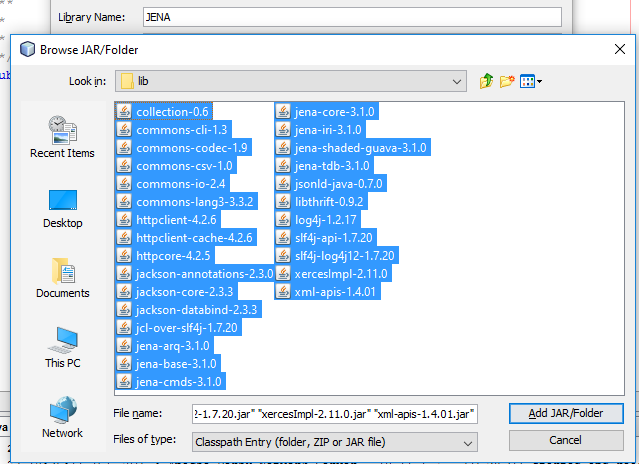 **
*
*
*
*/
Library Name: JENA
Browse JAR/Folder
Look in: lib
Recent Items
Desktop
Documents
This PC
Network
collection-0.6
commons-cli-1.3
commons-codec-1.9
commons-csv-1.0
commons-io-2.4
commons-lang3-3.3.2
httpclient-4.2.6
httpclient-cache-4.2.6
httpcore-4.2.5
jackson-annotations-2.3.0
jackson-core-2.3.3
jackson-databind-2.3.3
jcl-over-slf4j-1.7.20
jena-arq-3.1.0
jena-base-3.1.0
jena-cmds-3.1.0
jena-core-3.1.0
jena-iri-3.1.0
jena-shaded-guava-3.1.0
jena-tdb-3.1.0
jsonld-java-0.7.0
libthrift-0.9.2
log4j-1.2.17
slf4j-api-1.7.20
slf4j-log4j12-1.7.20
xercesImpl-2.11.0
xml-apis-1.4.01
File name: 2-1.7.20.jar" "xercesImpl-2.11.0.jar" "xml-apis-1.4.01.jar"
Add JAR/Folder
Files of type: Classpath Entry (folder, ZIP or JAR file)
Cancel